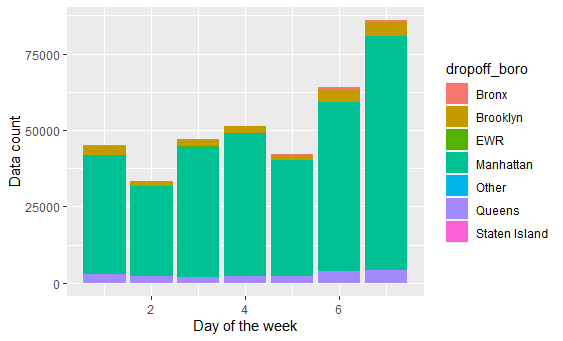 75000
50000
25000
0
Data count
2 4 6
Day of the week
dropoff_boro
Bronx
Brooklyn
EWR
Manhattan
Other
Queens
Staten Island